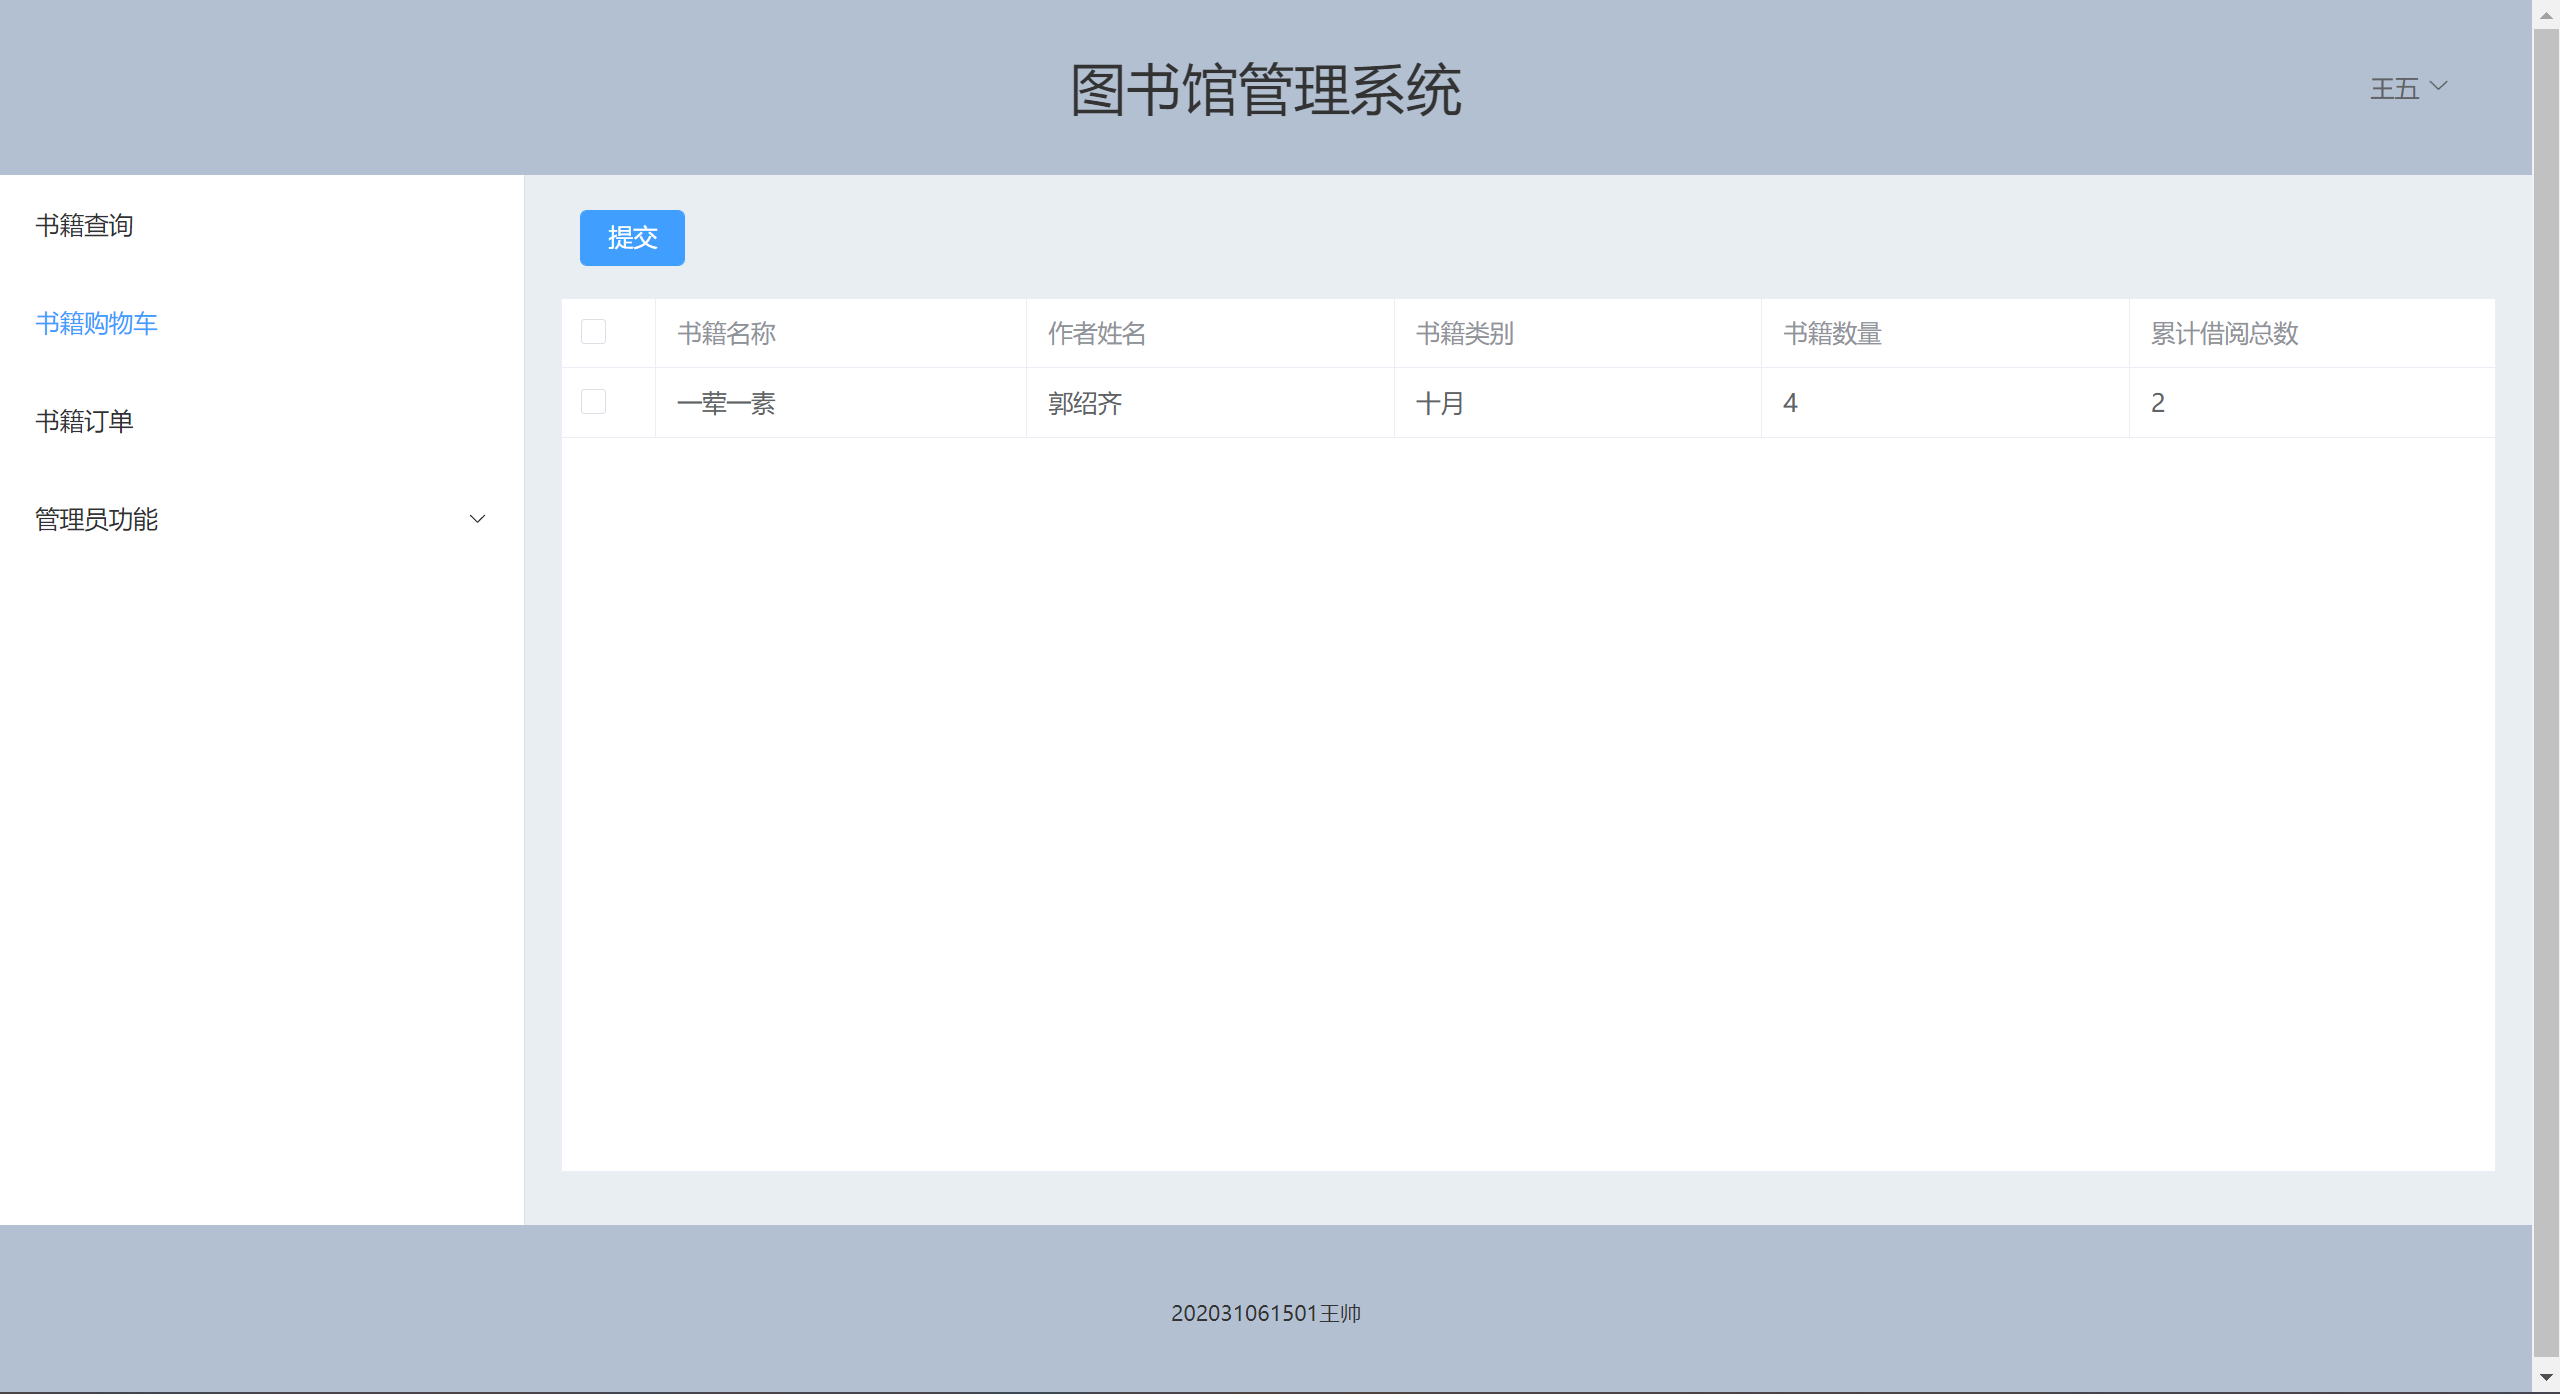 图书馆管理系统
王五
书籍查询
书籍购物车
书籍订单
管理员功能
提交
书籍名称 作者姓名 书籍类别 书籍数量 累计借阅总数
一荤一素 郭绍齐 十月 4 2
202031061501王帅